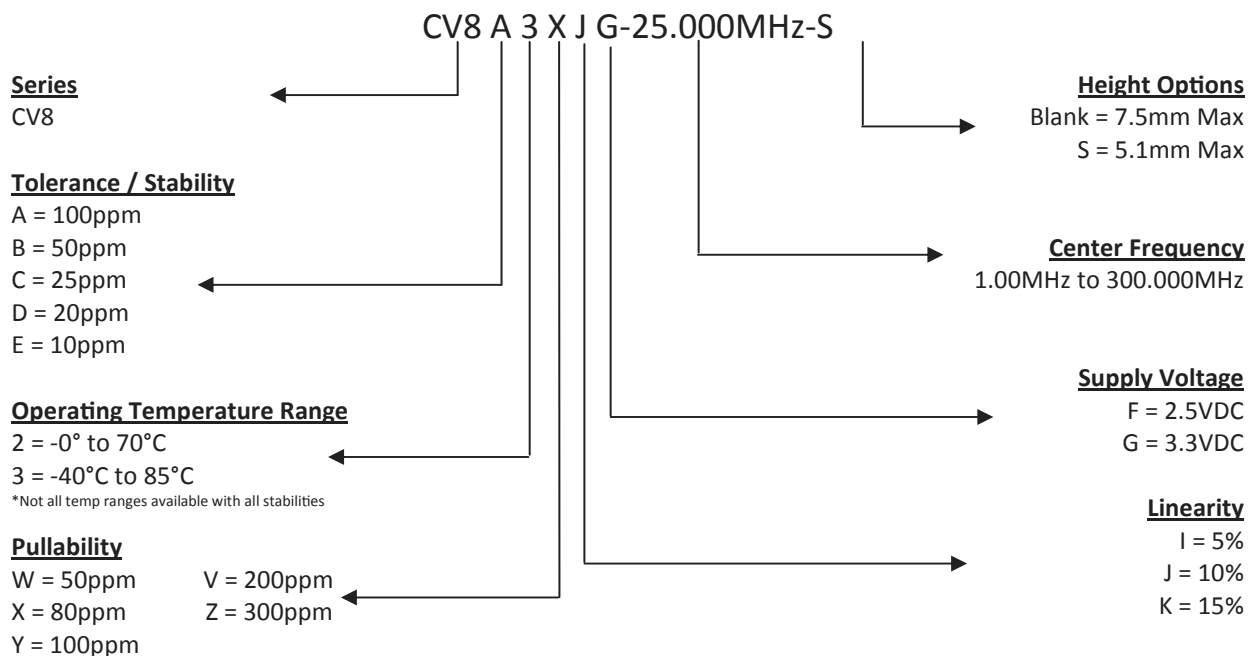 CV8 A 3 X J G-25.000MHz-S
Series
CV8
Tolerance / Stability
A = 100ppm
B = 50ppm
C = 25ppm
D = 20ppm
E = 10ppm
Operating Temperature Range
2 = -0° to 70°C
3 = -40°C to 85°C
*Not all temp ranges available with all stabilities
Pullability
W = 50ppm V = 200ppm
X = 80ppm Z = 300ppm
Y = 100ppm
Height Options
Blank = 7.5mm Max
S = 5.1mm Max
Center Frequency
1.00MHz to 300.000MHz
Supply Voltage
F = 2.5VDC
G = 3.3VDC
Linearity
I = 5%
J = 10%
K = 15%